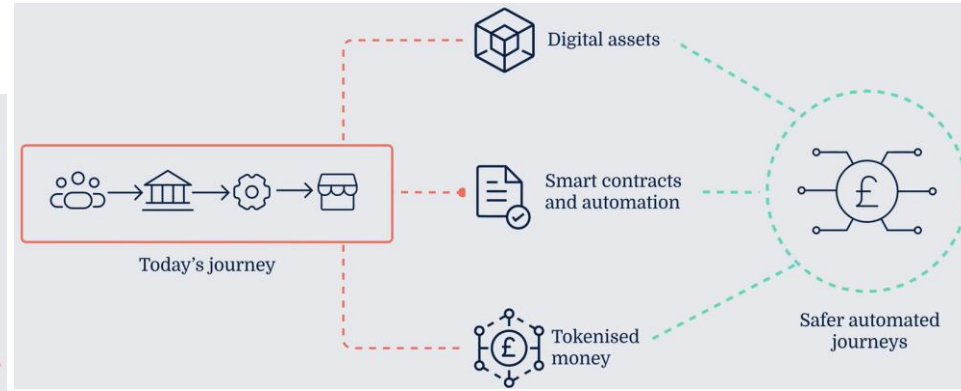 Digital assets
Smart contracts
and automation
Today’s journey
£
£
Tokenised
money
Safer automated
journeys